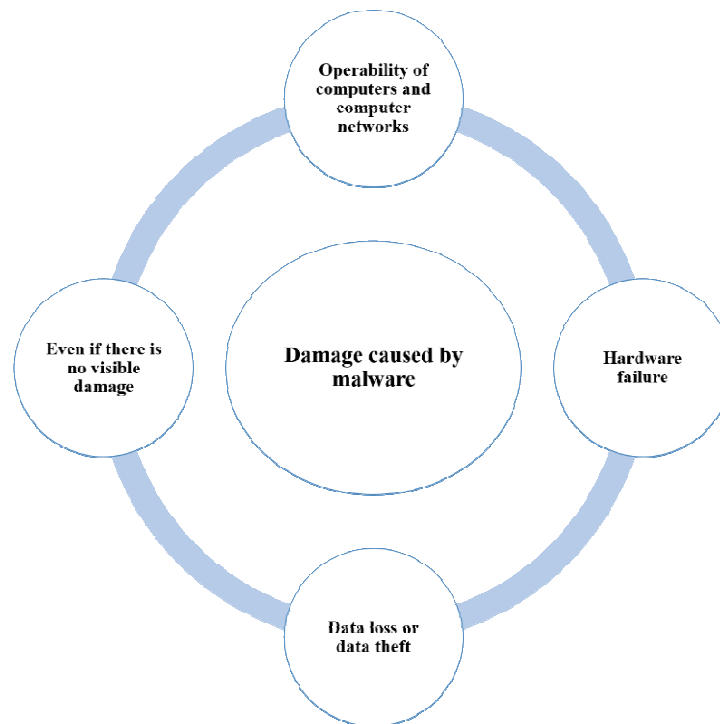 Operability of
computers and
computer
networks
Even if there is
no visible
damage
Damage caused by
malware
Hardware
failure
Data loss or
data theft